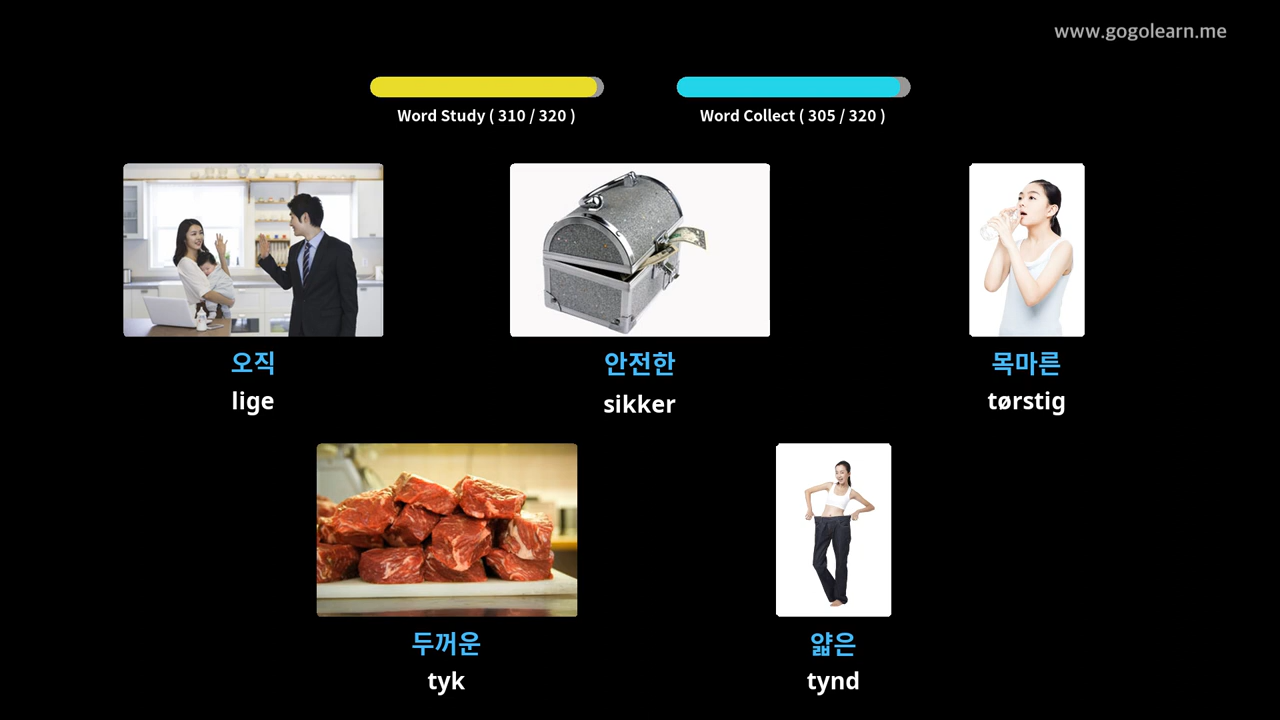 www.gogolearn.me
Word Study ( 310 / 320 )
Word Collect ( 305 / 320 )
오직
lige
안전한
sikker
목마른
tørstig
두꺼운
tyk
얇은
tynd